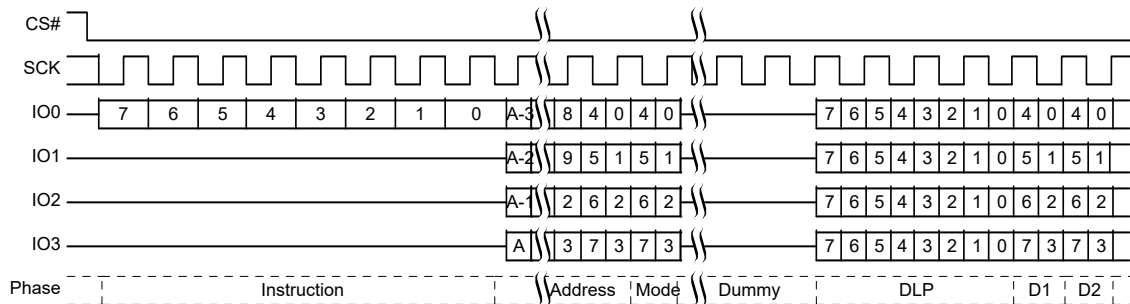 CS#
SCK
IO0 7 6 5 4 3 2 1 0 A-3 8 4 0 4 0 7 6 5 4 3 2 1 0 4 0 4 0
IO1 A-2 9 5 1 5 1 7 6 5 4 3 2 1 0 5 1 5 1
IO2 A-1 2 6 2 6 2 7 6 5 4 3 2 1 0 6 2 6 2
IO3 A 3 7 3 7 3 7 6 5 4 3 2 1 0 7 3 7 3
Phase Instruction Address Mode Dummy DLP D1 D2